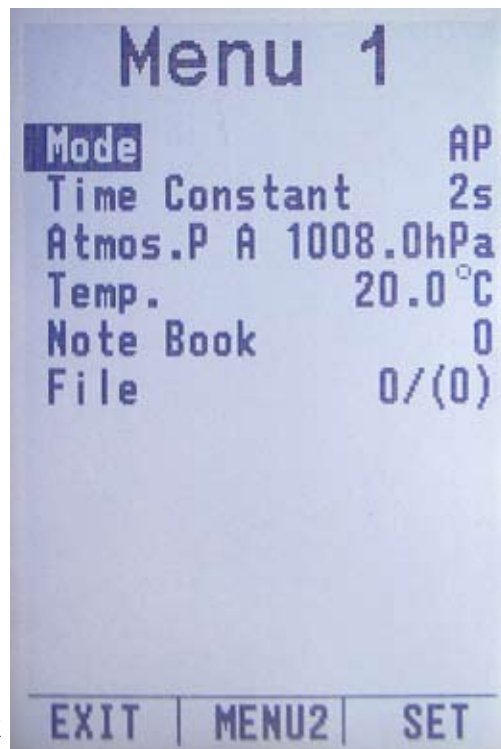 Menu 1
Mode AP
Time Constant 2s
Atmos.P A 1008.0hPa
Temp. 20.0°C
Note Book 0
File 0/(0)
EXIT | MENU2 | SET